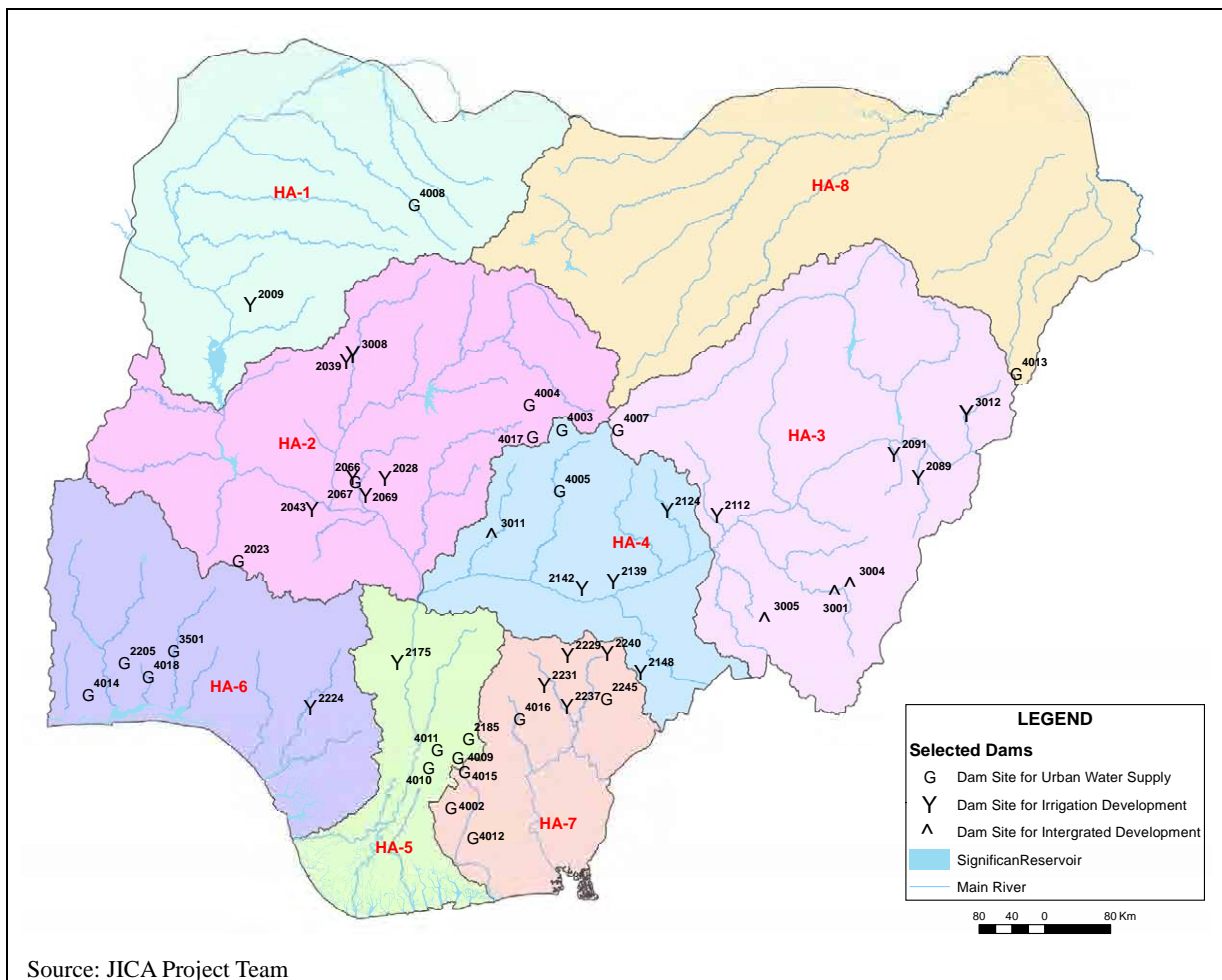 4008
G
HA-1
HA-8
2009
Y
3008
Y
2039 Y
4013
G
4004
G
4003
G
4007
G
3012
Y
4017 G
HA-2
HA-3
2091
Y
2066 Y
G
2028
Y
2089
Y
2067
2069
Y
4005
G
2043 Y
2124
Y
2112
Y
3011
^
HA-4
2023
G
2142 Y
2139
Y
3004
^
3001
^
3005
^
3501
G
2205
G
4018
G
4014
G
HA-6
2224
Y
2175
Y
2229
Y
2240
Y
2148
Y
2231
Y
2237
Y
2245
G
4016
G
2185
G
4011
G
4009
G
4010
G
4015
G
4002
G
4012
G
HA-7
HA-5
LEGEND
Selected Dams
G Dam Site for Urban Water Supply
Y Dam Site for Irrigation Development
^ Dam Site for Intergrated Development
Significan Reservoir
Main River
80 40 0 80 Km
Source: JICA Project Team